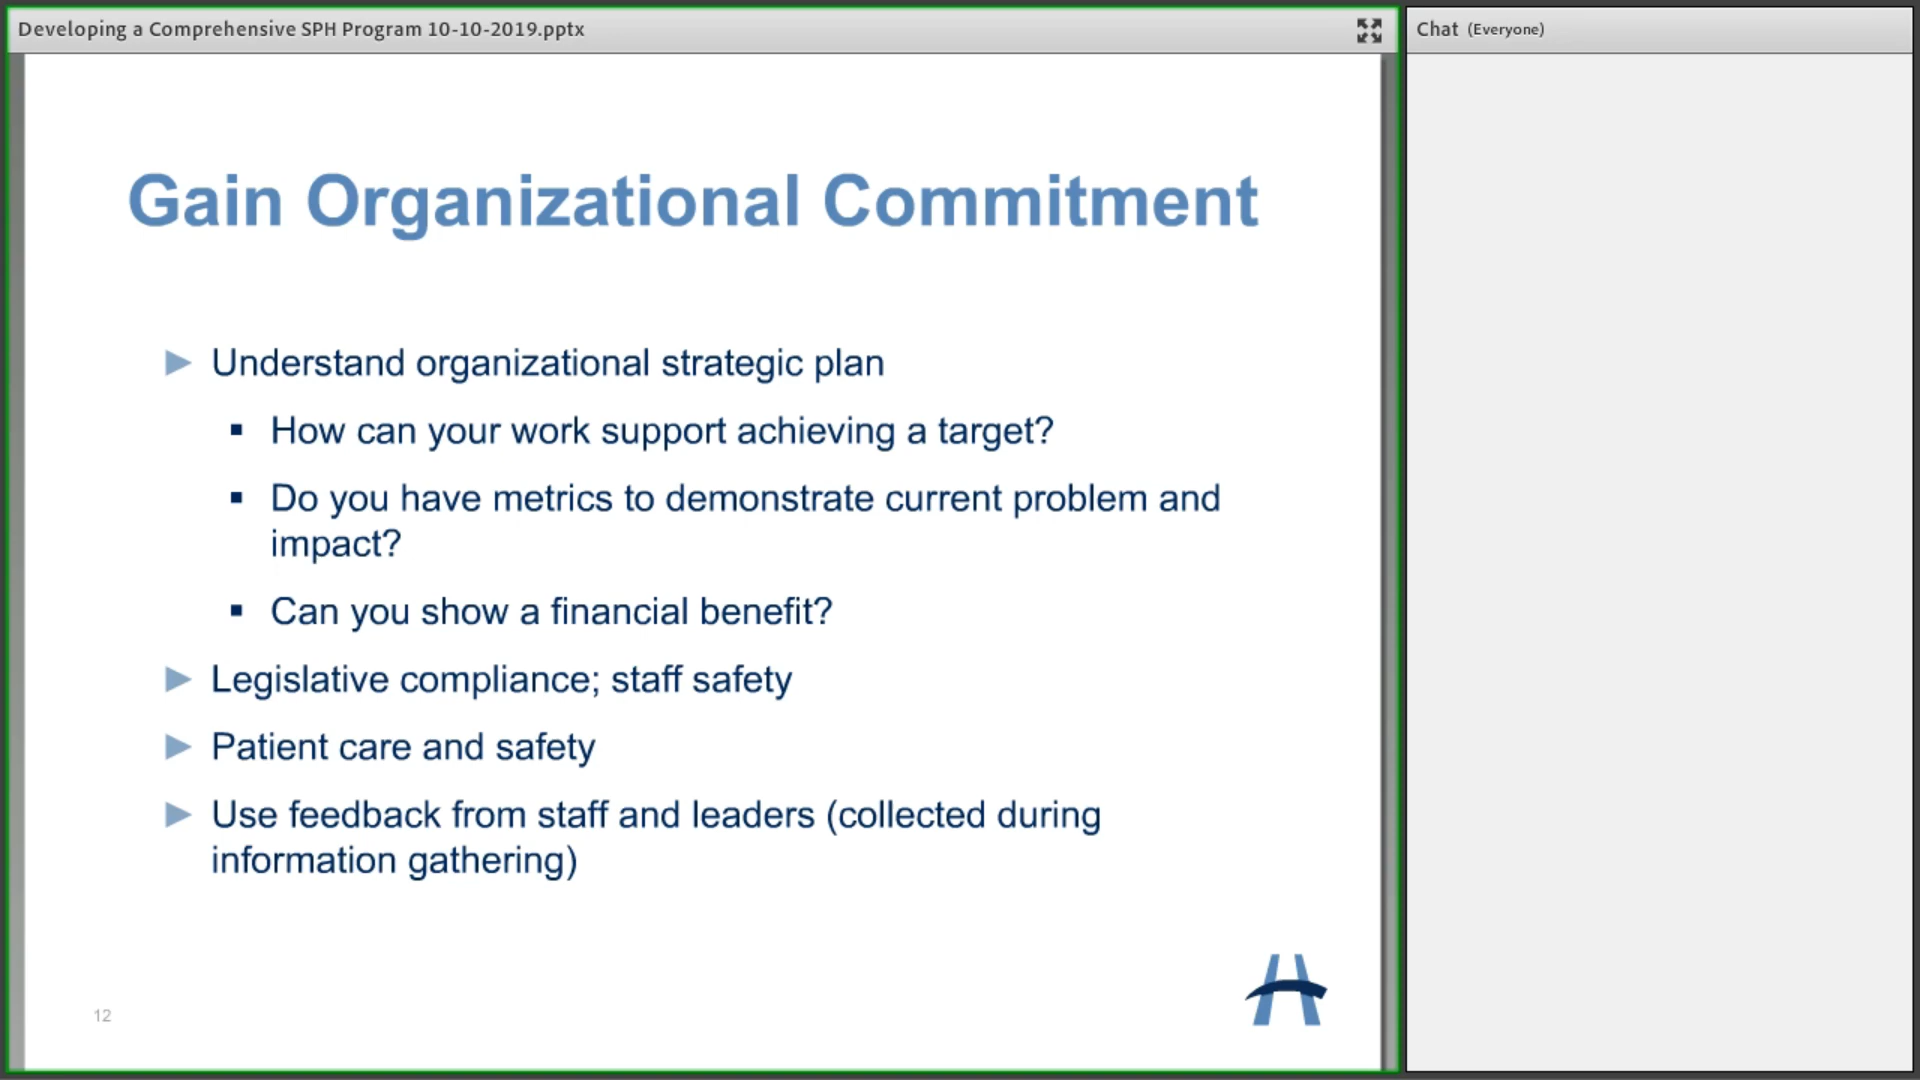 Developing a Comprehensive SPH Program 10-10-2019.pptx
Chat (Everyone)
Gain Organizational Commitment
Understand organizational strategic plan
How can your work support achieving a target?
Do you have metrics to demonstrate current problem and
impact?
Can you show a financial benefit?
Legislative compliance; staff safety
Patient care and safety
Use feedback from staff and leaders (collected during
information gathering)
12